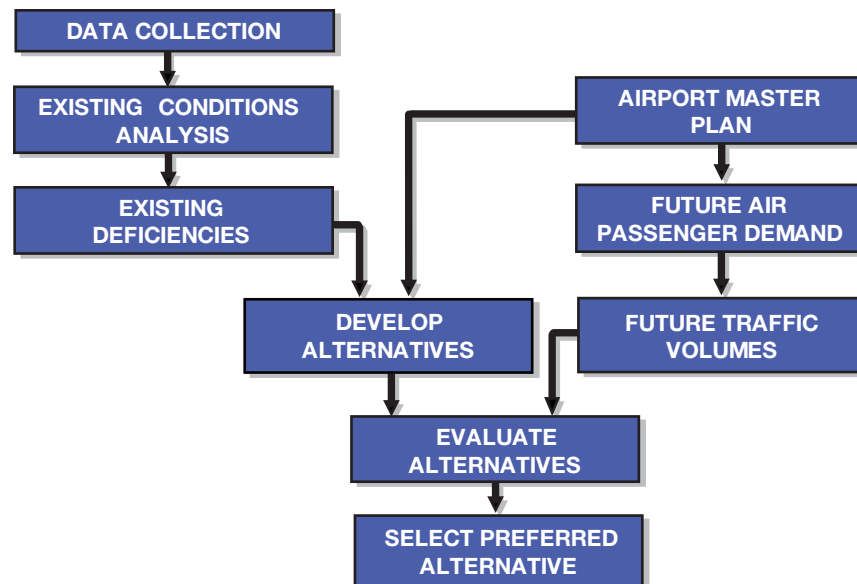 DATA COLLECTION
EXISTING CONDITIONS
ANALYSIS
EXISTING
DEFICIENCIES
AIRPORT MASTER
PLAN
FUTURE AIR
PASSENGER DEMAND
FUTURE TRAFFIC
VOLUMES
DEVELOP
ALTERNATIVES
EVALUATE
ALTERNATIVES
SELECT PREFERRED
ALTERNATIVE